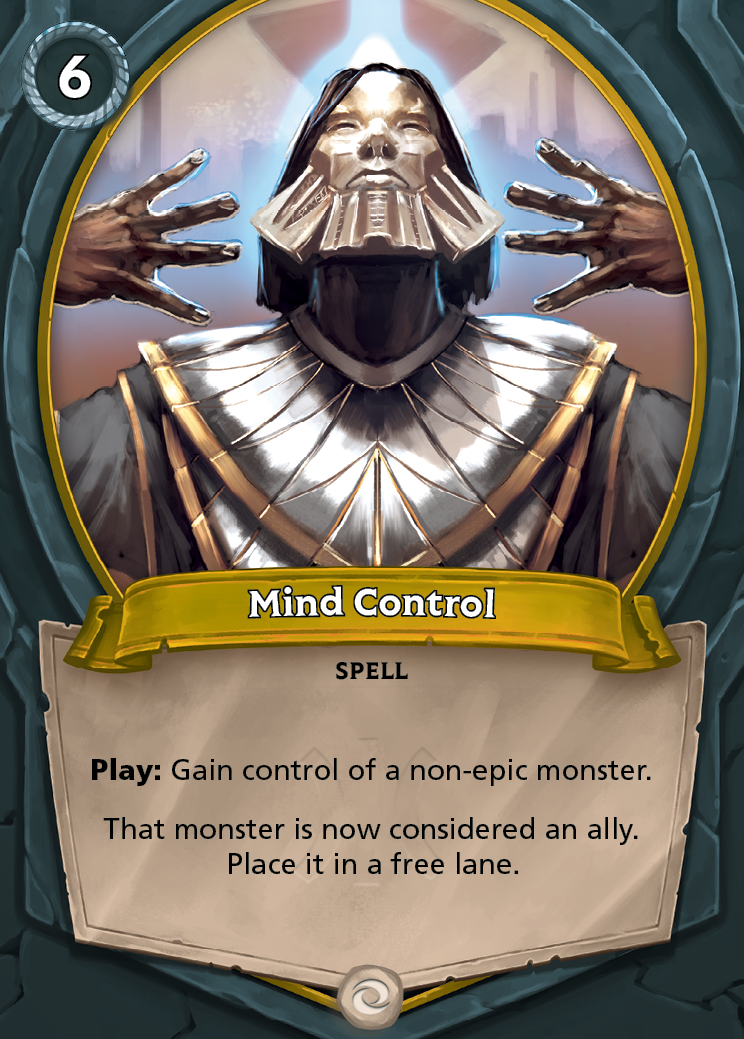 6
Mind Control
SPELL
Play: Gain control of a non-epic monster.
That monster is now considered an ally.
Place it in a free lane.